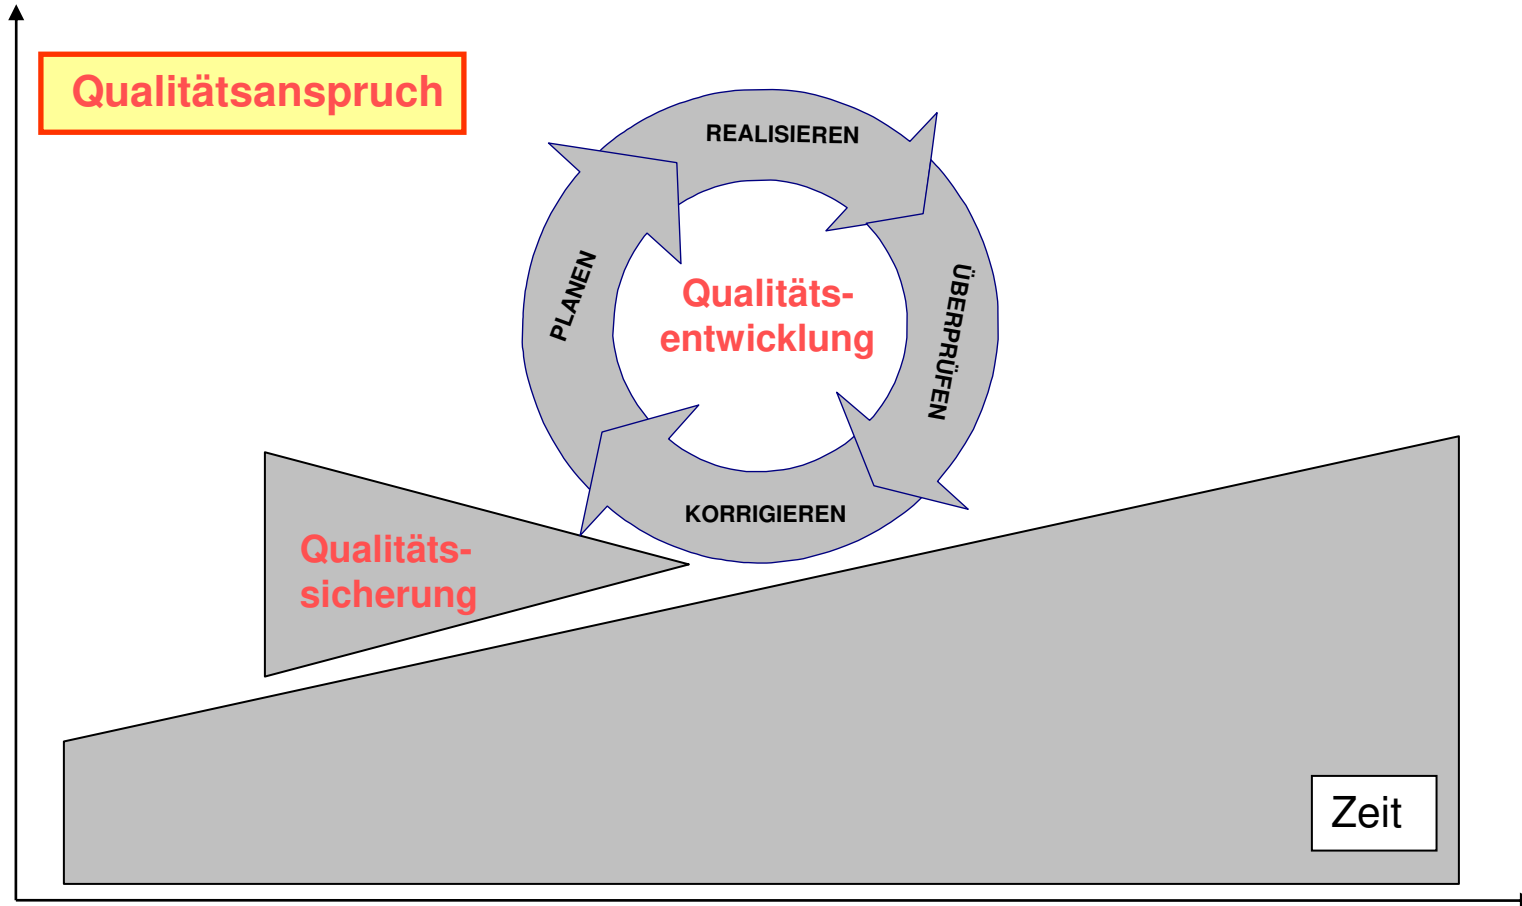 Qualitätsanspruch
REALISIEREN
PLANEN
ÜBERPRÜFEN
Qualitäts-
entwicklung
KORRIGIEREN
Qualitäts-
sicherung
Zeit